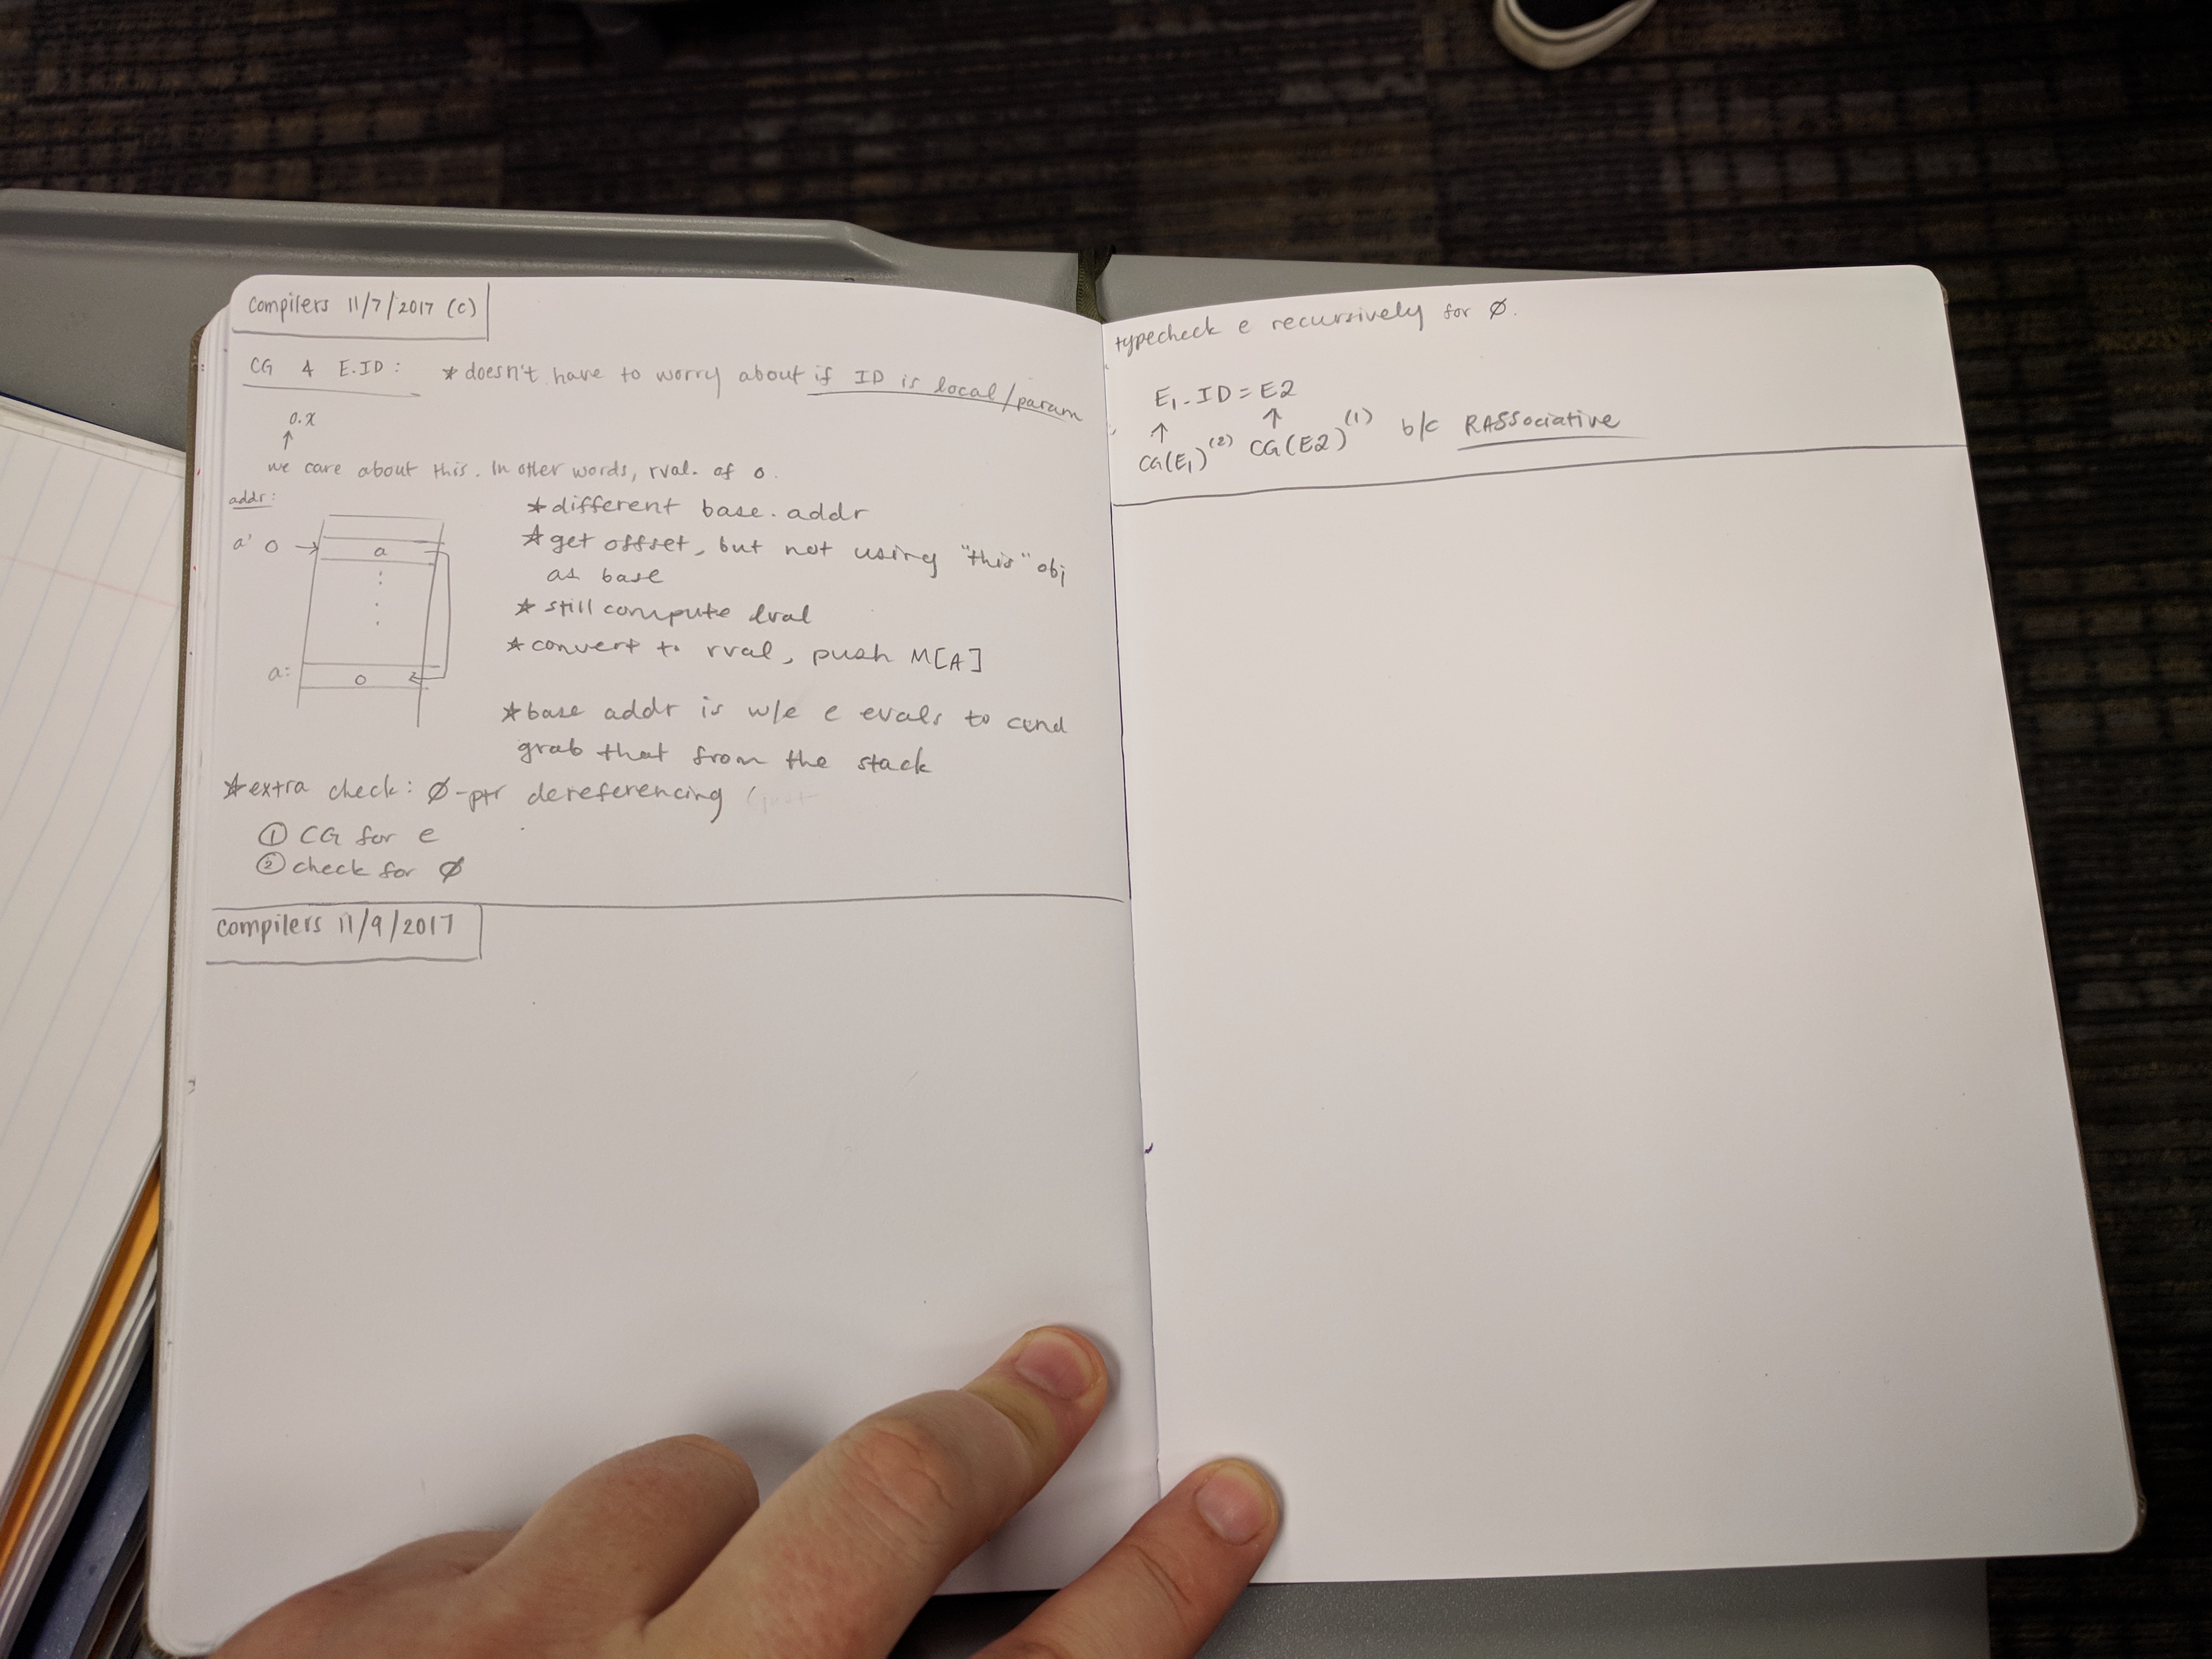 Compilers 11/7/2017 (c)
CG 4 E.ID: * doesn't have to worry about if ID is local/param
o.x
↑
we care about this. In other words, rval. of o.
addr:
a' o → a
a: o
* different base. addr
* get offset, but not using "this" obj
as base
* still compute lval
* convert to rval, push M[A]
* base addr is w/e e evals to and
grab that from the stack
* extra check: ∅-ptr dereferencing
① CG for e
② check for ∅
Compilers 11/9/2017
typecheck e recursively for ∅.
E1.ID = E2
↑ ↑
CG(E1)(2) CG(E2)(1) b/c RASSociative